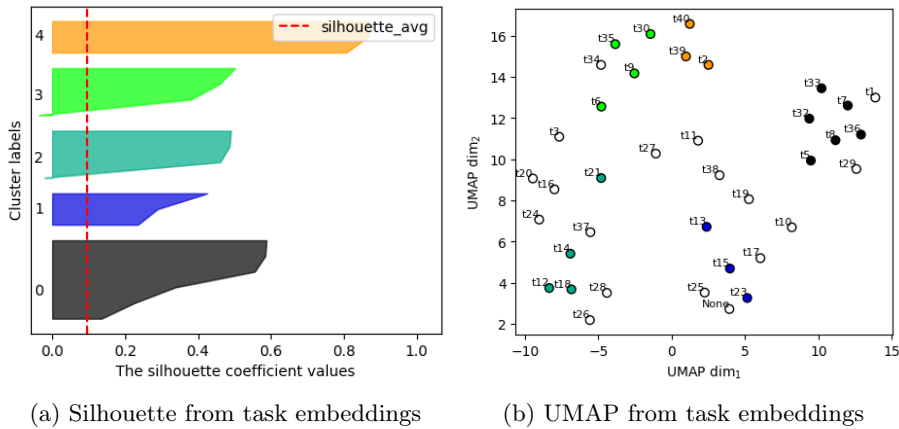 silhouette_avg
4
3
2
1
0
Cluster labels
0.0 0.2 0.4 0.6 0.8 1.0
The silhouette coefficient values
(a) Silhouette from task embeddings
16
14
12
10
8
6
4
2
UMAP dim2
t40
t30
t35
t39
t2
t34
t9
t33
t1
t7
t6
t32
t36
t3
t11
t8
t27
t5
t29
t38
t20
t21
t16
t19
t24
t13
t10
t37
t14
t17
t15
t12
t18
t28
t25
t23
None
t26
−10 −5 0 5 10 15
UMAP dim1
(b) UMAP from task embeddings